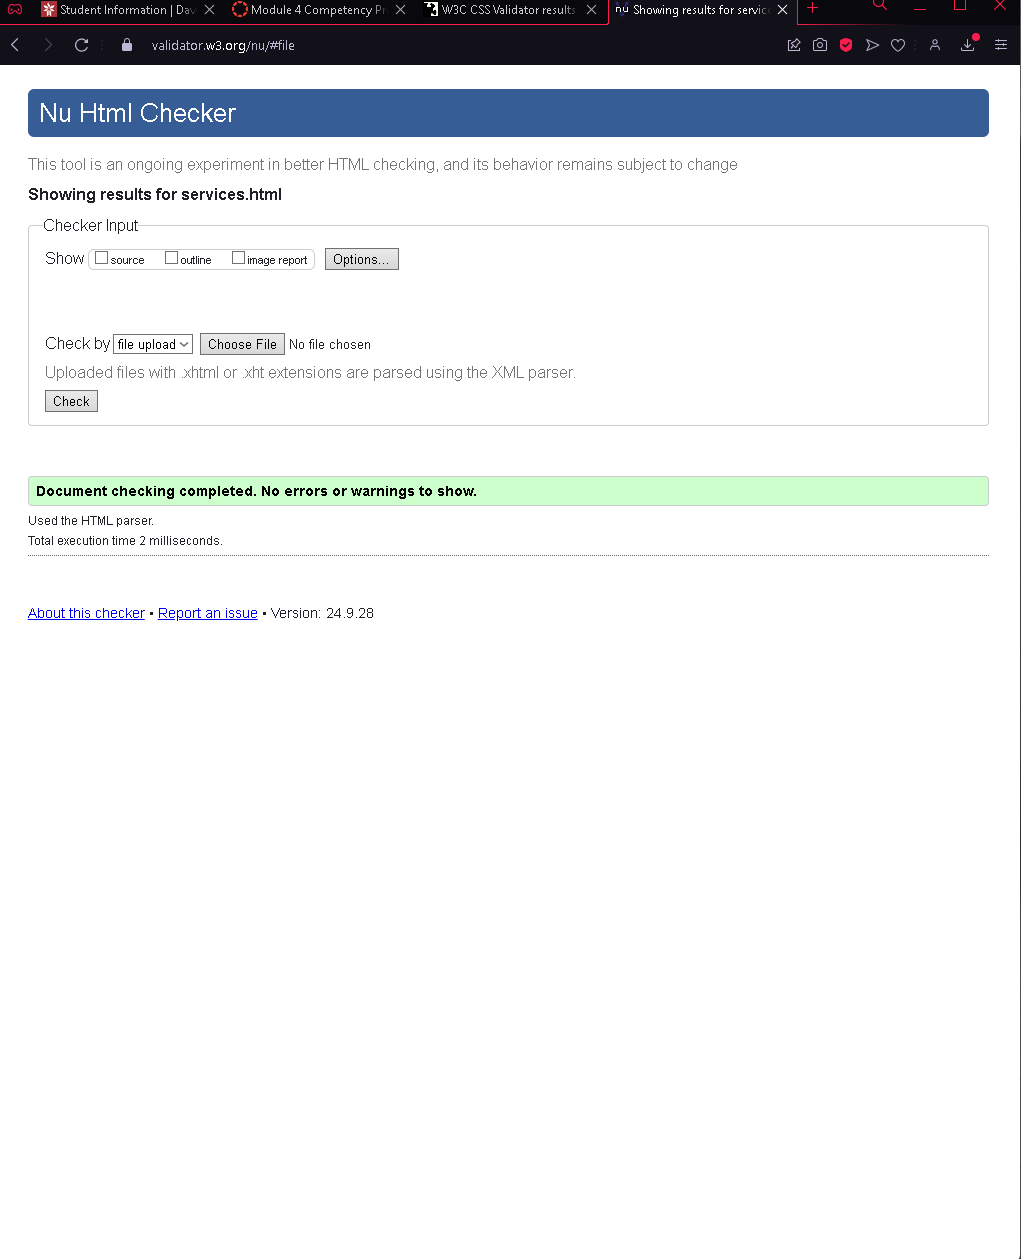 Student Information | Dav
Module 4 Competency Pr
W3C CSS Validator results
Showing results for service
validator.w3.org/nu/#file
Nu Html Checker
This tool is an ongoing experiment in better HTML checking, and its behavior remains subject to change
Showing results for services.html
Checker Input
Show source outline image report Options...
Check by file upload Choose File No file chosen
Uploaded files with .xhtml or .xht extensions are parsed using the XML parser.
Check
Document checking completed. No errors or warnings to show.
Used the HTML parser.
Total execution time 2 milliseconds.
About this checker • Report an issue • Version: 24.9.28